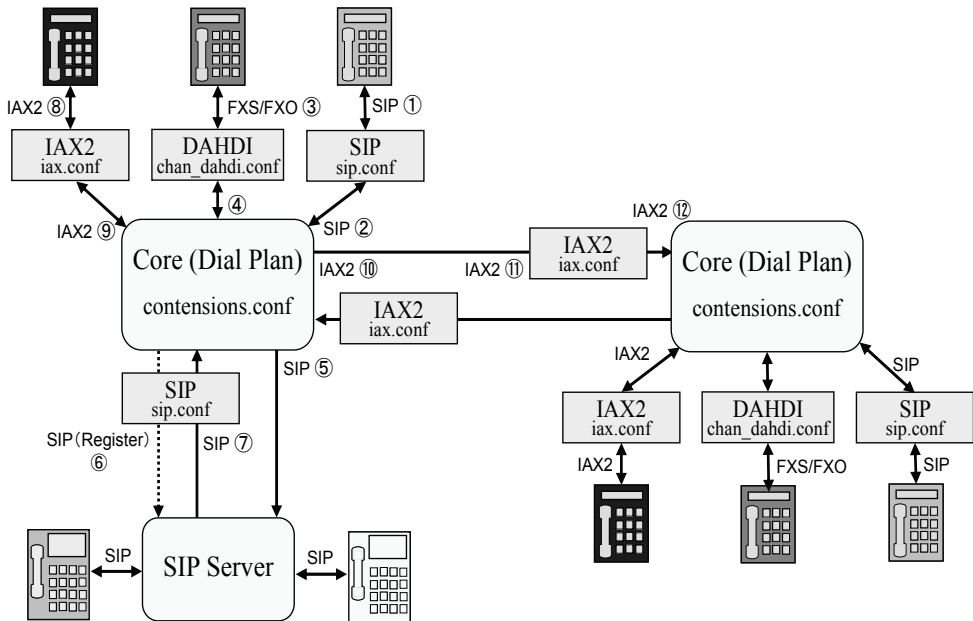 IAX2 ⑧
FXS/FXO ③
SIP ①
IAX2
iax.conf
DAHDI
chan_dahdi.conf
SIP
sip.conf
IAX2 ⑨
④
SIP ②
Core (Dial Plan)
contensions.conf
IAX2 ⑩
IAX2 ⑪
IAX2
iax.conf
IAX2 ⑫
Core (Dial Plan)
contensions.conf
IAX2
iax.conf
SIP ⑤
SIP
sip.conf
SIP(Register)
⑥
SIP ⑦
IAX2
SIP
IAX2
iax.conf
DAHDI
chan_dahdi.conf
SIP
sip.conf
IAX2
FXS/FXO
SIP
SIP
SIP Server
SIP